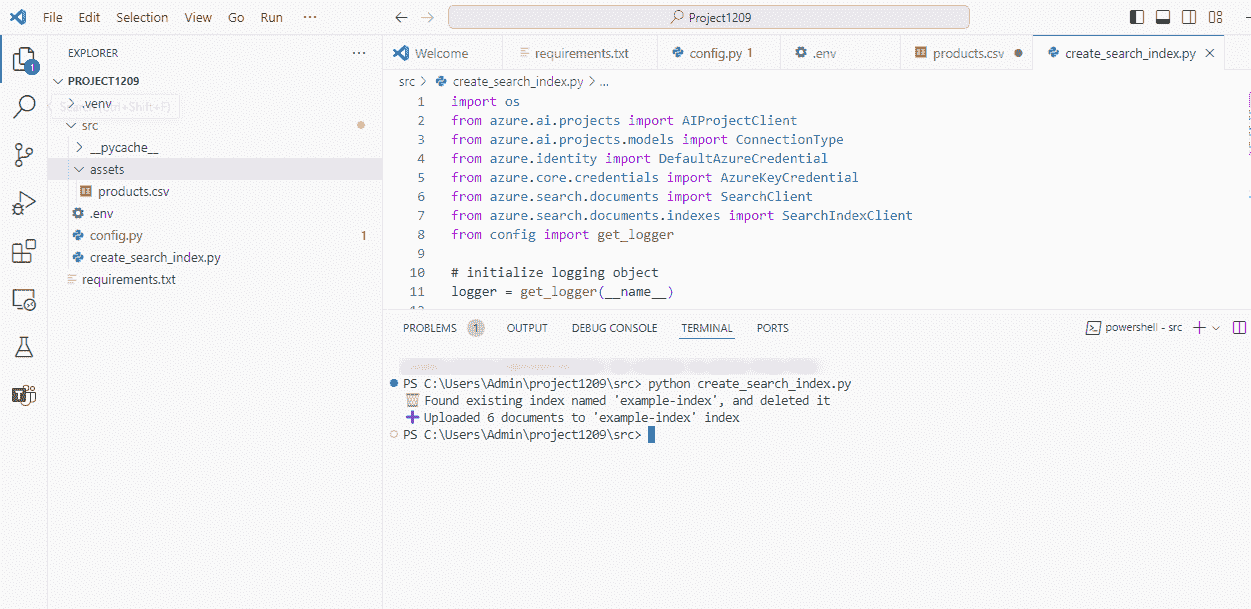 File Edit Selection View Go Run ··· Project1209
EXPLORER ···
PROJECT1209
.venv
src
__pycache__
assets
products.csv
.env
config.py 1
create_search_index.py
requirements.txt
1
Welcome requirements.txt config.py 1 .env products.csv create_search_index.py
src > create_search_index.py > ...
1 import os
2 from azure.ai.projects import AIProjectClient
3 from azure.ai.projects.models import ConnectionType
4 from azure.identity import DefaultAzureCredential
5 from azure.core.credentials import AzureKeyCredential
6 from azure.search.documents import SearchClient
7 from azure.search.documents.indexes import SearchIndexClient
8 from config import get_logger
9
10 # initialize logging object
11 logger = get_logger(__name__)
PROBLEMS 1 OUTPUT DEBUG CONSOLE TERMINAL PORTS powershell - src
PS C:\Users\Admin\project1209\src> python create_search_index.py
Found existing index named 'example-index', and deleted it
Uploaded 6 documents to 'example-index' index
PS C:\Users\Admin\project1209\src>